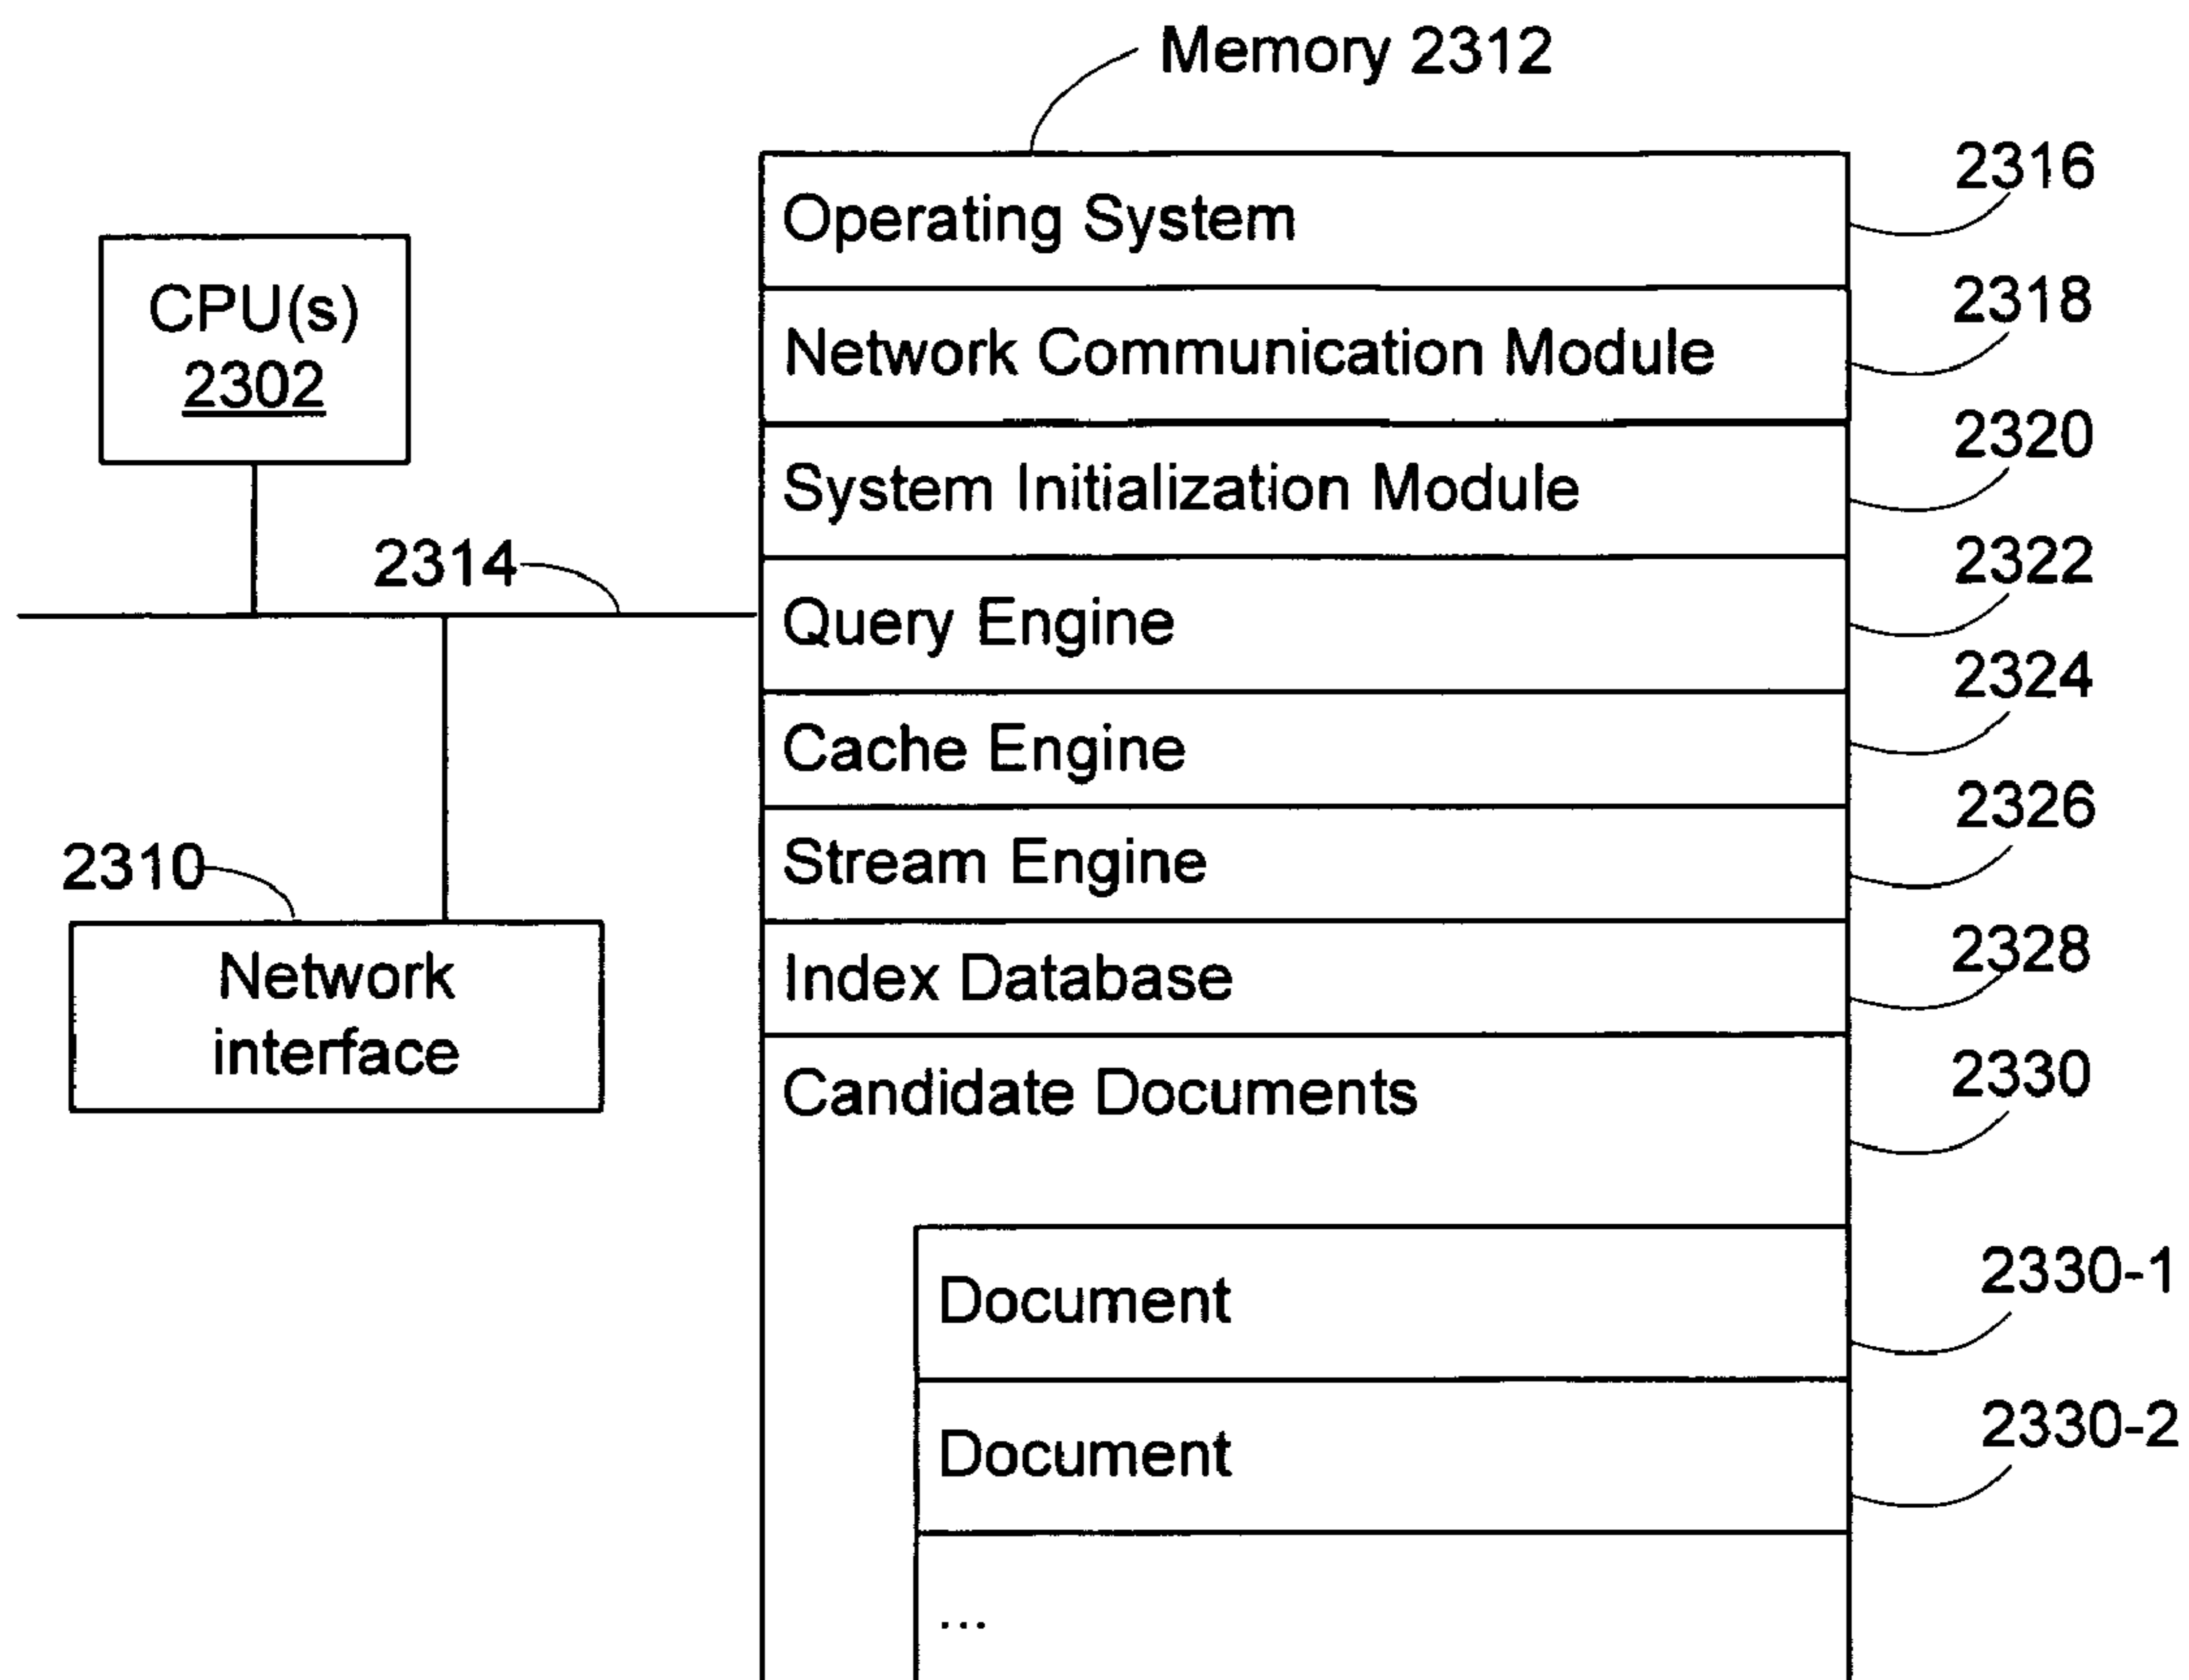 Memory 2312
Operating System
2316
CPU(s)
2302
Network Communication Module
2318
System Initialization Module
2320
2314
Query Engine
2322
Cache Engine
2324
Stream Engine
2326
2310
Network
interface
Index Database
2328
Candidate Documents
2330
Document
2330-1
Document
2330-2
...